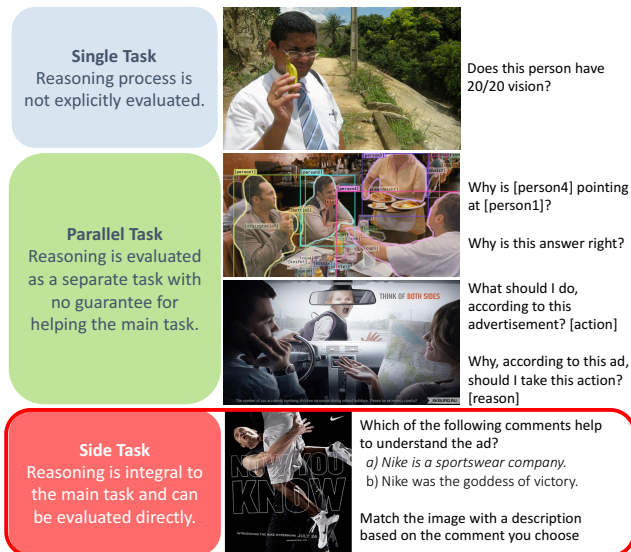 Single Task
Reasoning process is
not explicitly evaluated.
Does this person have
20/20 vision?
Parallel Task
Reasoning is evaluated
as a separate task with
no guarantee for
helping the main task.
[person1]
[person2]
Why is [person4] pointing
at [person1]?
Why is this answer right?
THINK OF BOTH SIDES
What should I do,
according to this
advertisement? [action]
Why, according to this ad,
should I take this action?
[reason]
Side Task
Reasoning is integral to
the main task and can
be evaluated directly.
NOW YOU
KNOW
Which of the following comments help
to understand the ad?
a) Nike is a sportswear company.
b) Nike was the goddess of victory.
Match the image with a description
based on the comment you choose